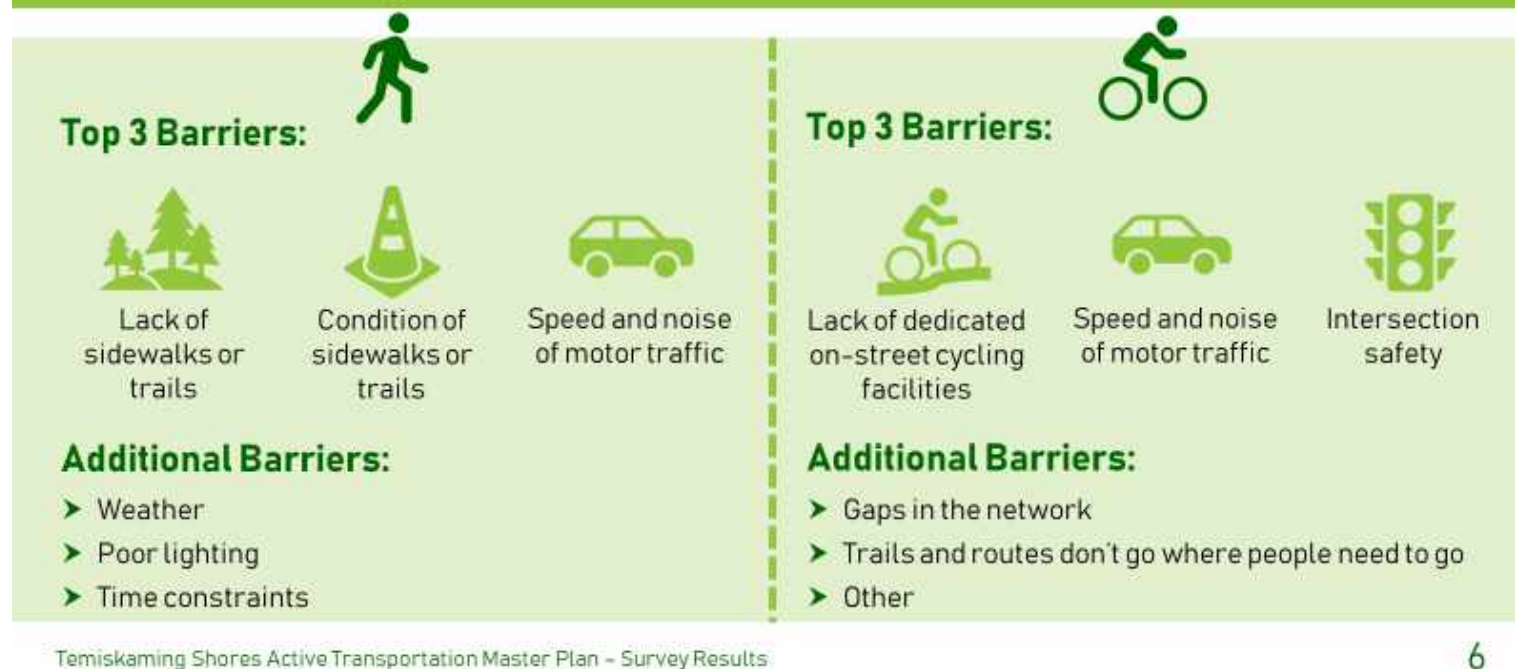 Top 3 Barriers:
Lack of
sidewalks or
trails
Condition of
sidewalks or
trails
Speed and noise
of motor traffic
Additional Barriers:
➤ Weather
➤ Poor lighting
➤ Time constraints
Top 3 Barriers:
Lack of dedicated
on-street cycling
facilities
Speed and noise
of motor traffic
Intersection
safety
Additional Barriers:
➤ Gaps in the network
➤ Trails and routes don't go where people need to go
➤ Other
Temiskaming Shores Active Transportation Master Plan – Survey Results
6